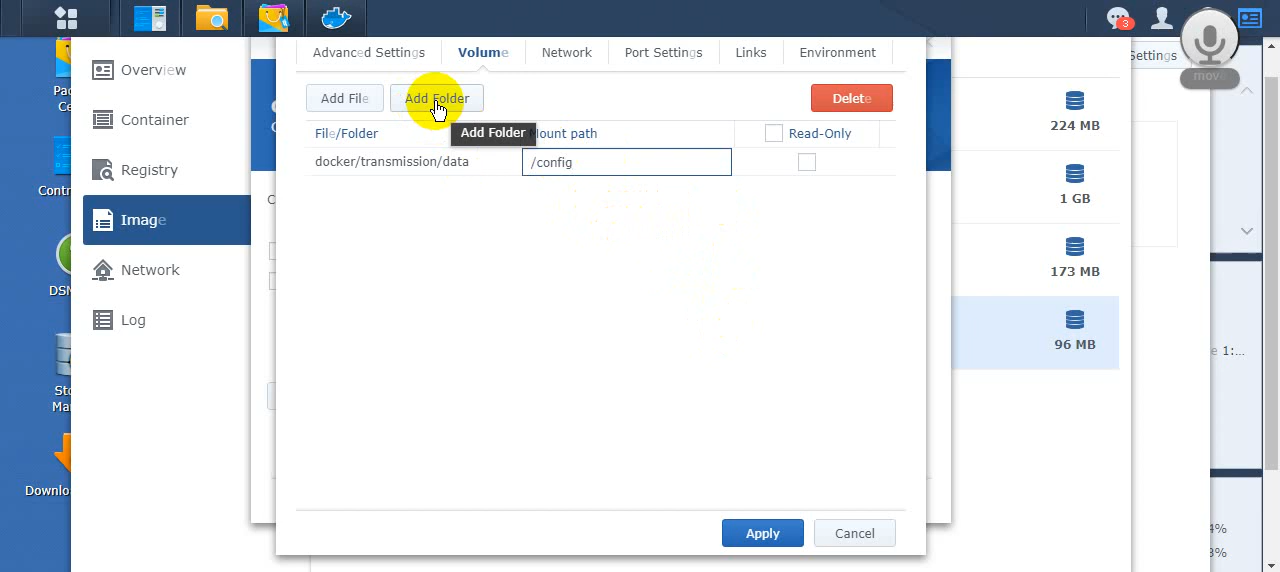 3
move
Settings
Advanced Settings
Volume
Network
Port Settings
Links
Environment
Overview
Container
Registry
Image
Network
Log
Add File
Add Folder
Delete
Add Folder
File/Folder
Mount path
Read-Only
docker/transmission/data
/config
224 MB
1 GB
173 MB
96 MB
Apply
Cancel